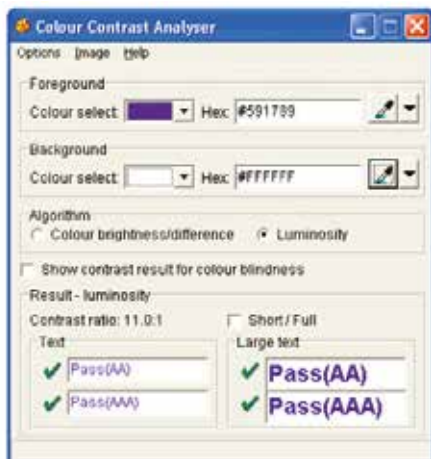 Colour Contrast Analyser
Options Image Help
Foreground
Colour select: Hex: #591789
Background
Colour select: Hex: #FFFFFF
Algorithm
Colour brightness/difference Luminosity
Show contrast result for colour blindness
Result - luminosity
Contrast ratio: 11.0:1 Short / Full
Text Large text
Pass(AA) Pass(AA)
Pass(AAA) Pass(AAA)